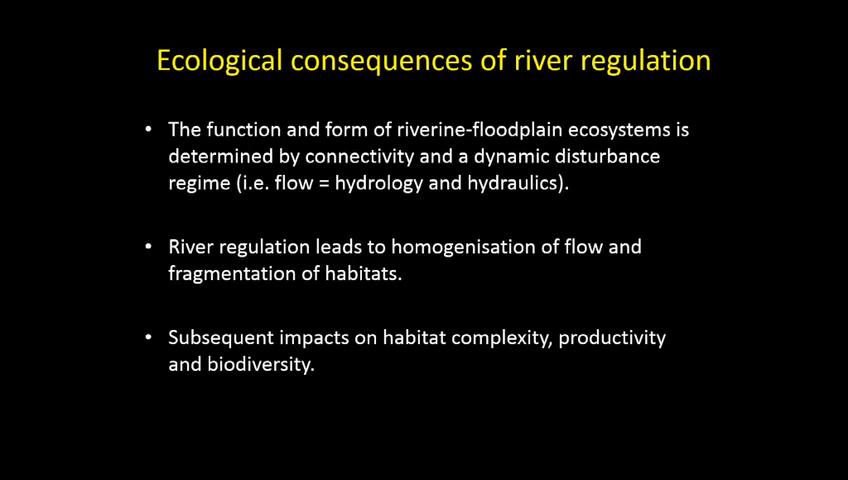 Ecological consequences of river regulation
• The function and form of riverine-floodplain ecosystems is
determined by connectivity and a dynamic disturbance
regime (i.e. flow = hydrology and hydraulics).
• River regulation leads to homogenisation of flow and
fragmentation of habitats.
• Subsequent impacts on habitat complexity, productivity
and biodiversity.